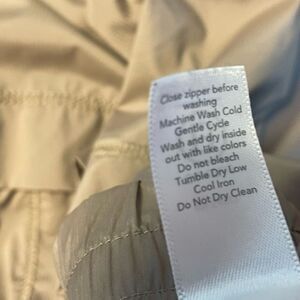 Close zipper before
washing
Machine Wash Cold
Gentle Cycle
Wash and dry inside
out with like colors
Do not bleach
Tumble Dry Low
Cool Iron
Do Not Dry Clean